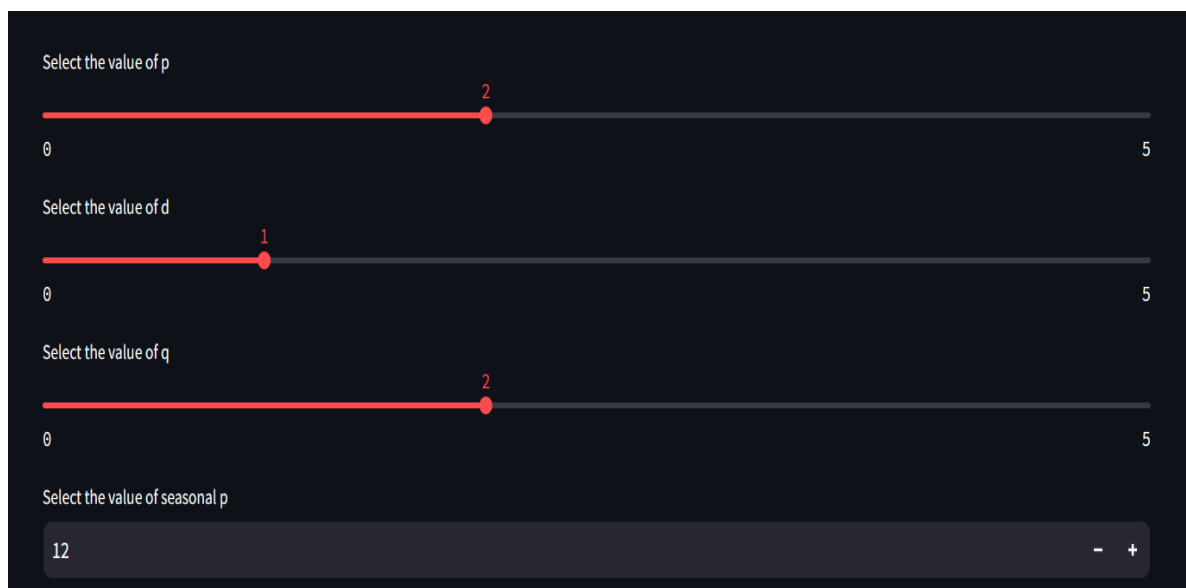 Select the value of p
2
0 5
Select the value of d
1
0 5
Select the value of q
2
0 5
Select the value of seasonal p
12 - +